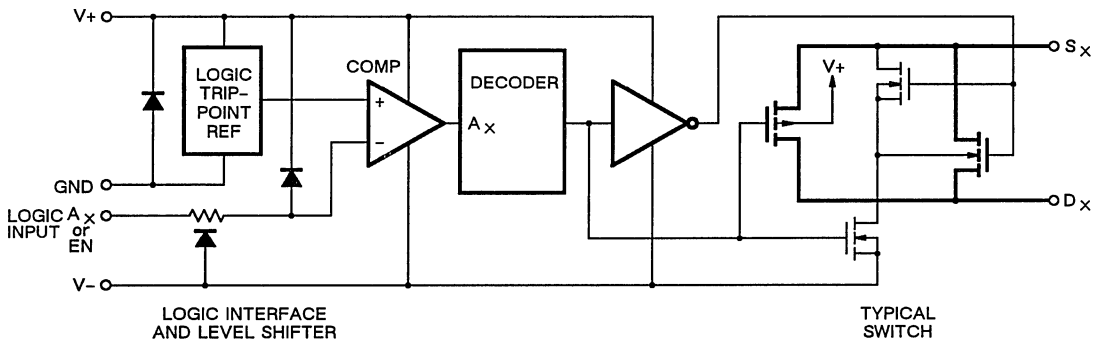 V+
COMP
LOGIC
TRIP-
POINT
REF
+
−
DECODER
A X
V+
S X
GND
LOGIC A X
INPUT or
EN
D X
V−
LOGIC INTERFACE
AND LEVEL SHIFTER
TYPICAL
SWITCH